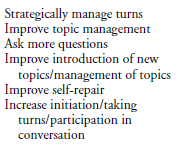 Strategically manage turns
Improve topic management
Ask more questions
Improve introduction of new
topics/management of topics
Improve self-repair
Increase initiation/taking
turns/participation in
conversation